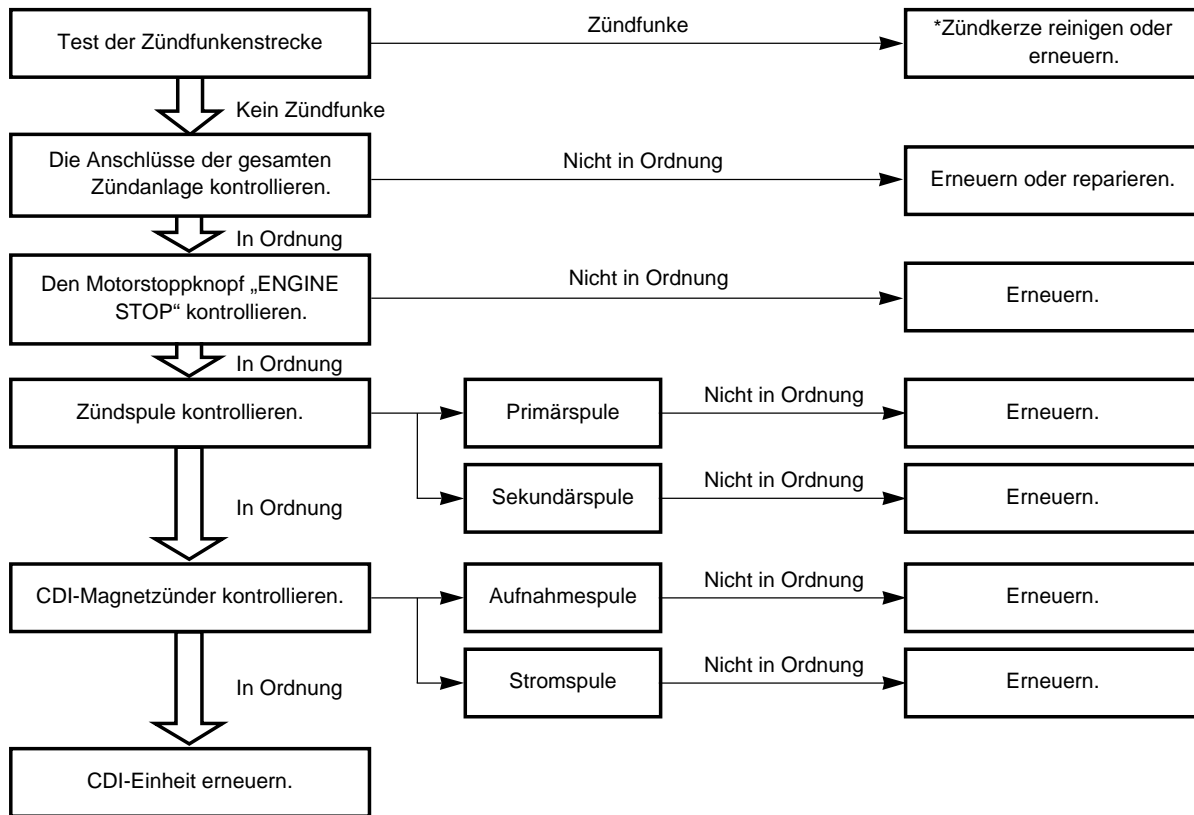 Test der Zündfunkenstrecke
Zündfunke
*Zündkerze reinigen oder
erneuern.
Kein Zündfunke
Die Anschlüsse der gesamten
Zündanlage kontrollieren.
Nicht in Ordnung
Erneuern oder reparieren.
In Ordnung
Den Motorstoppknopf „ENGINE
STOP“ kontrollieren.
Nicht in Ordnung
Erneuern.
In Ordnung
Zündspule kontrollieren.
Primärspule
Nicht in Ordnung
Erneuern.
Sekundärspule
Nicht in Ordnung
Erneuern.
In Ordnung
CDI-Magnetzünder kontrollieren.
Aufnahmespule
Nicht in Ordnung
Erneuern.
Stromspule
Nicht in Ordnung
Erneuern.
In Ordnung
CDI-Einheit erneuern.